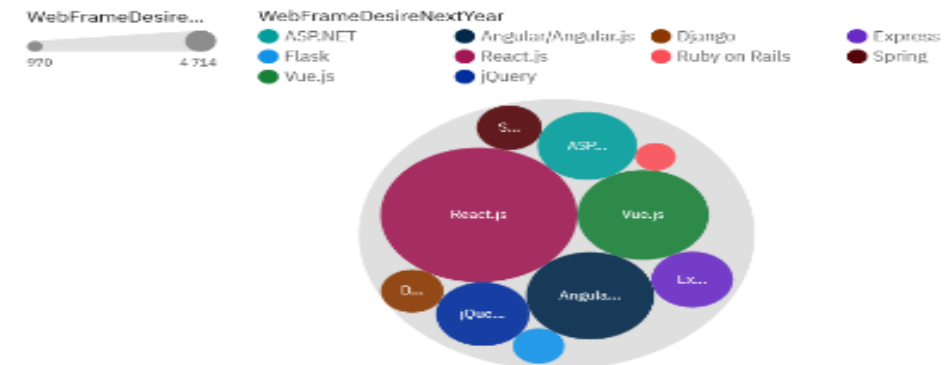 WebFrameDesire... WebFrameDesireNextYear
ASP.NET Angular/Angular.js Django Express
970 4 714 Flask React.js Ruby on Rails Spring
Vue.js jQuery
S...
ASP...
React.js Vue.js
Ex...
D... Angula...
jQue...